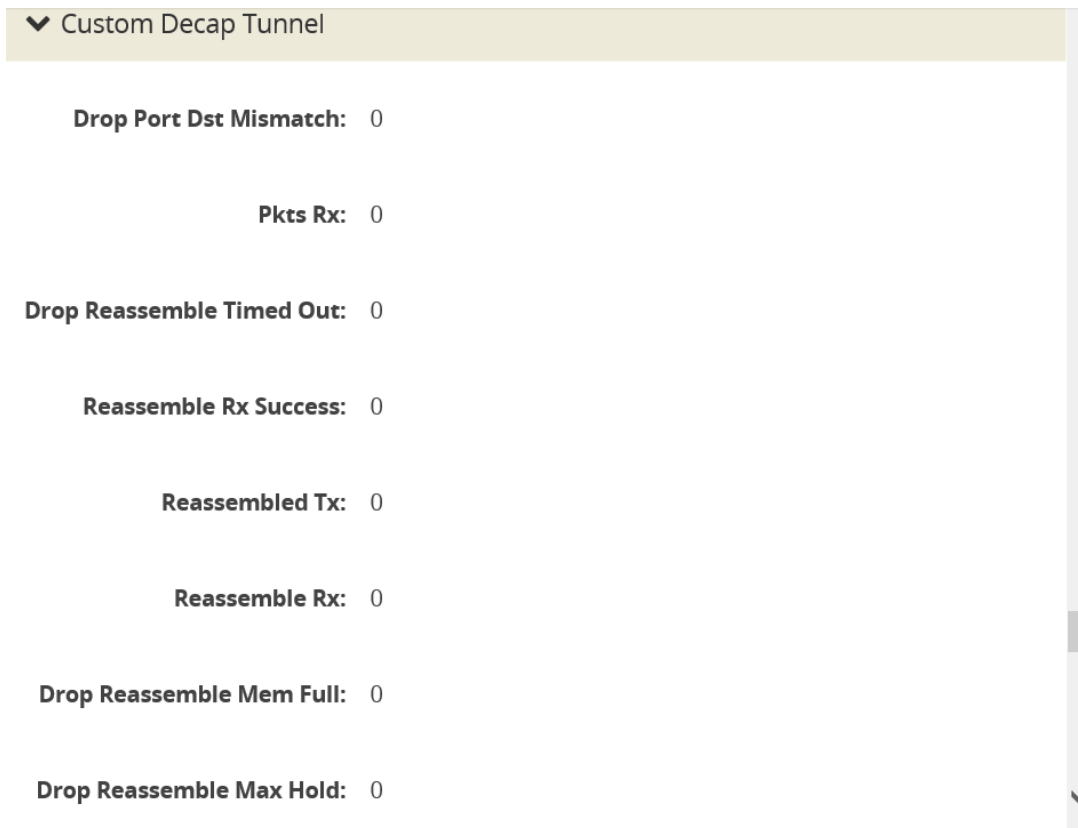 Custom Decap Tunnel
Drop Port Dst Mismatch: 0
Pkts Rx: 0
Drop Reassemble Timed Out: 0
Reassemble Rx Success: 0
Reassembled Tx: 0
Reassemble Rx: 0
Drop Reassemble Mem Full: 0
Drop Reassemble Max Hold: 0